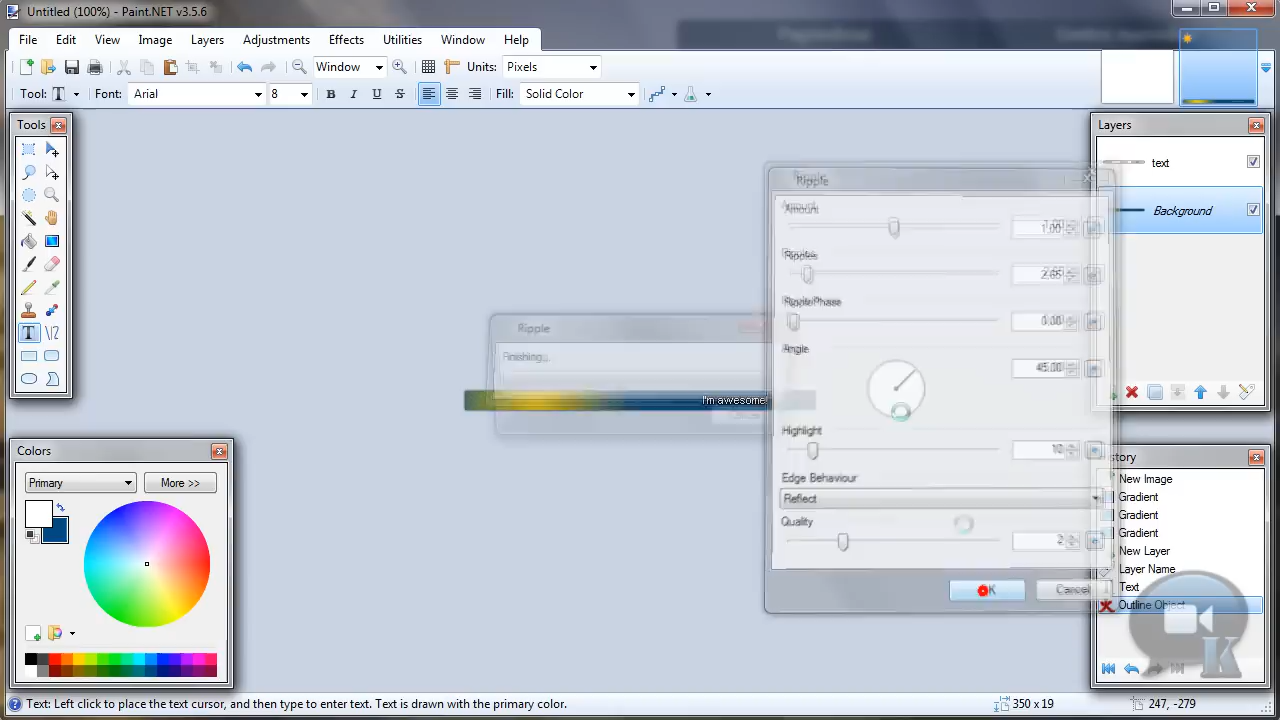 Untitled (100%) - Paint.NET v3.5.6
File Edit View Image Layers Adjustments Effects Utilities Window Help
Window Units: Pixels
Tool: T Font: Arial 8 B I U S Fill: Solid Color
Tools
T
Layers
text
Background
Ripple
Amount 1.00
Ripples
Ripple Phase 0.00
Angle 45.00
Highlight
Edge Behaviour
Reflect
Quality 2
OK Cancel
Ripple
Finishing...
I'm awesome
Colors
Primary More >>
New Image
Gradient
Gradient
Gradient
New Layer
Layer Name
Text
Outline Object
K
Text: Left click to place the text cursor, and then type to enter text. Text is drawn with the primary color. 350 x 19 247, -279